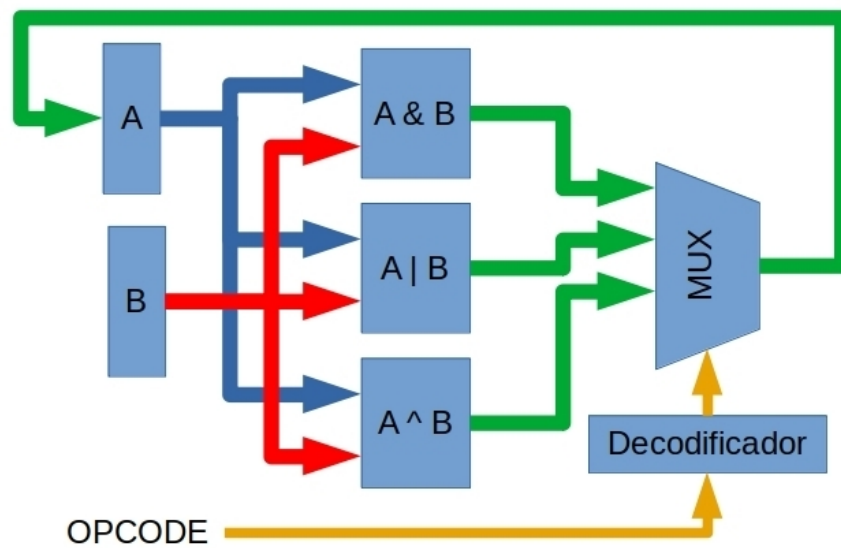 A
A & B
B
A | B
A ^ B
MUX
Decodificador
OPCODE